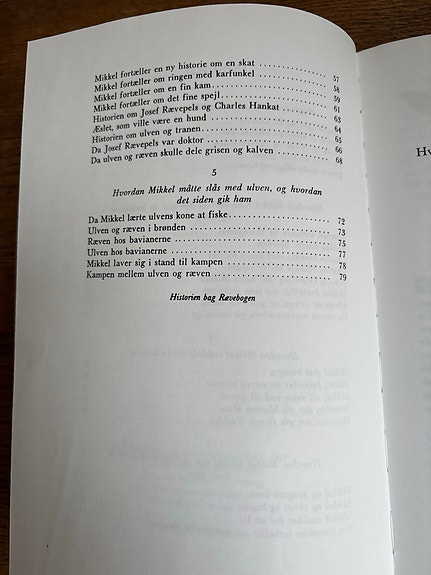 Mikkel fortæller en ny historie om en skat . . . . . . . . . . . . 57
Mikkel fortæller om ringen med karfunkel . . . . . . . . . . . . 58
Mikkel fortæller om en fin kam . . . . . . . . . . . . . . . . . . . . 59
Mikkel fortæller om det fine spejl . . . . . . . . . . . . . . . . . . 61
Historien om Josef Rævepels og Charles Hankat . . . . . . . . 63
Æslet, som ville være en hund . . . . . . . . . . . . . . . . . . . . 64
Historien om ulven og tranen . . . . . . . . . . . . . . . . . . . . . 65
Da Josef Rævepels var doktor . . . . . . . . . . . . . . . . . . . . . 66
Da ulven og ræven skulle dele grisen og kalven . . . . . . . . 68
5
Hvordan Mikkel måtte slås med ulven, og hvordan
det siden gik ham
Da Mikkel lærte ulvens kone at fiske . . . . . . . . . . . . . . . . 72
Ulven og ræven i brønden . . . . . . . . . . . . . . . . . . . . . . . . 73
Ræven hos bavianerne . . . . . . . . . . . . . . . . . . . . . . . . . . 75
Ulven hos bavianerne . . . . . . . . . . . . . . . . . . . . . . . . . . . 77
Mikkel laver sig i stand til kampen . . . . . . . . . . . . . . . . . 78
Kampen mellem ulven og ræven . . . . . . . . . . . . . . . . . . . 79
Historien bag Rævebogen